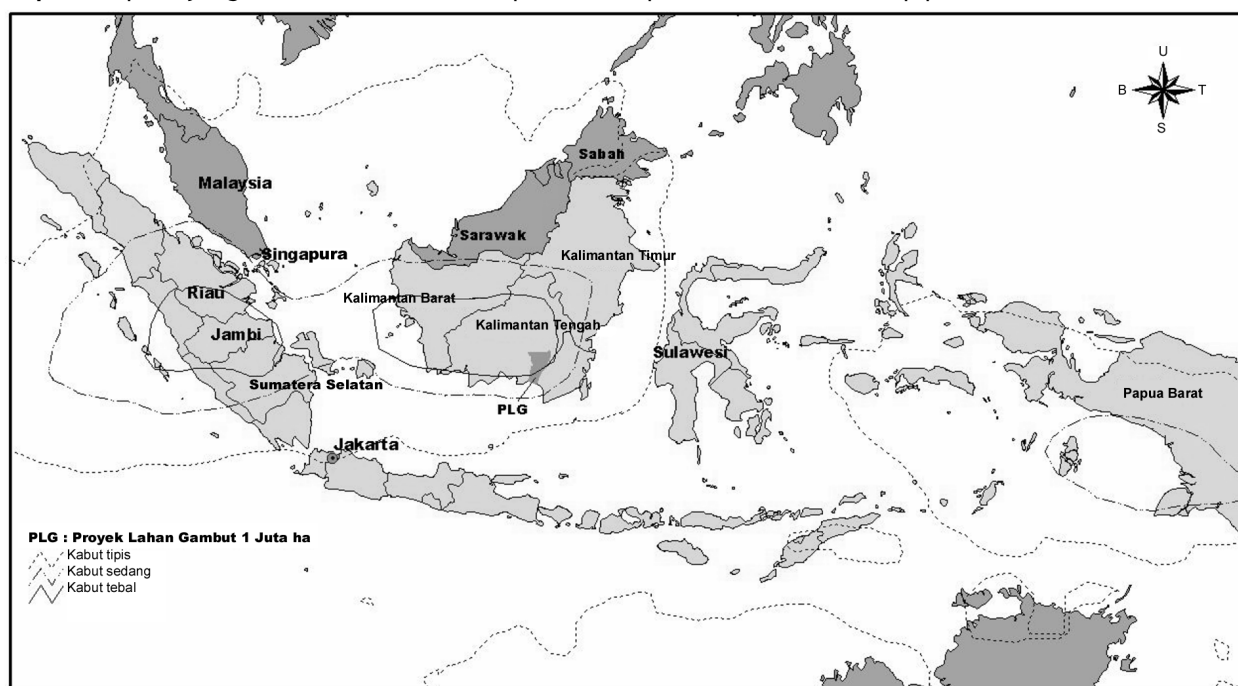 U
B T
S
Sabah
Malaysia
Sarawak
Singapura
Kalimantan Timur
Riau
Kalimantan Barat
Jambi
Kalimantan Tengah
Sulawesi
Sumatera Selatan
Papua Barat
PLG
Jakarta
PLG : Proyek Lahan Gambut 1 Juta ha
Kabut tipis
Kabut sedang
Kabut tebal